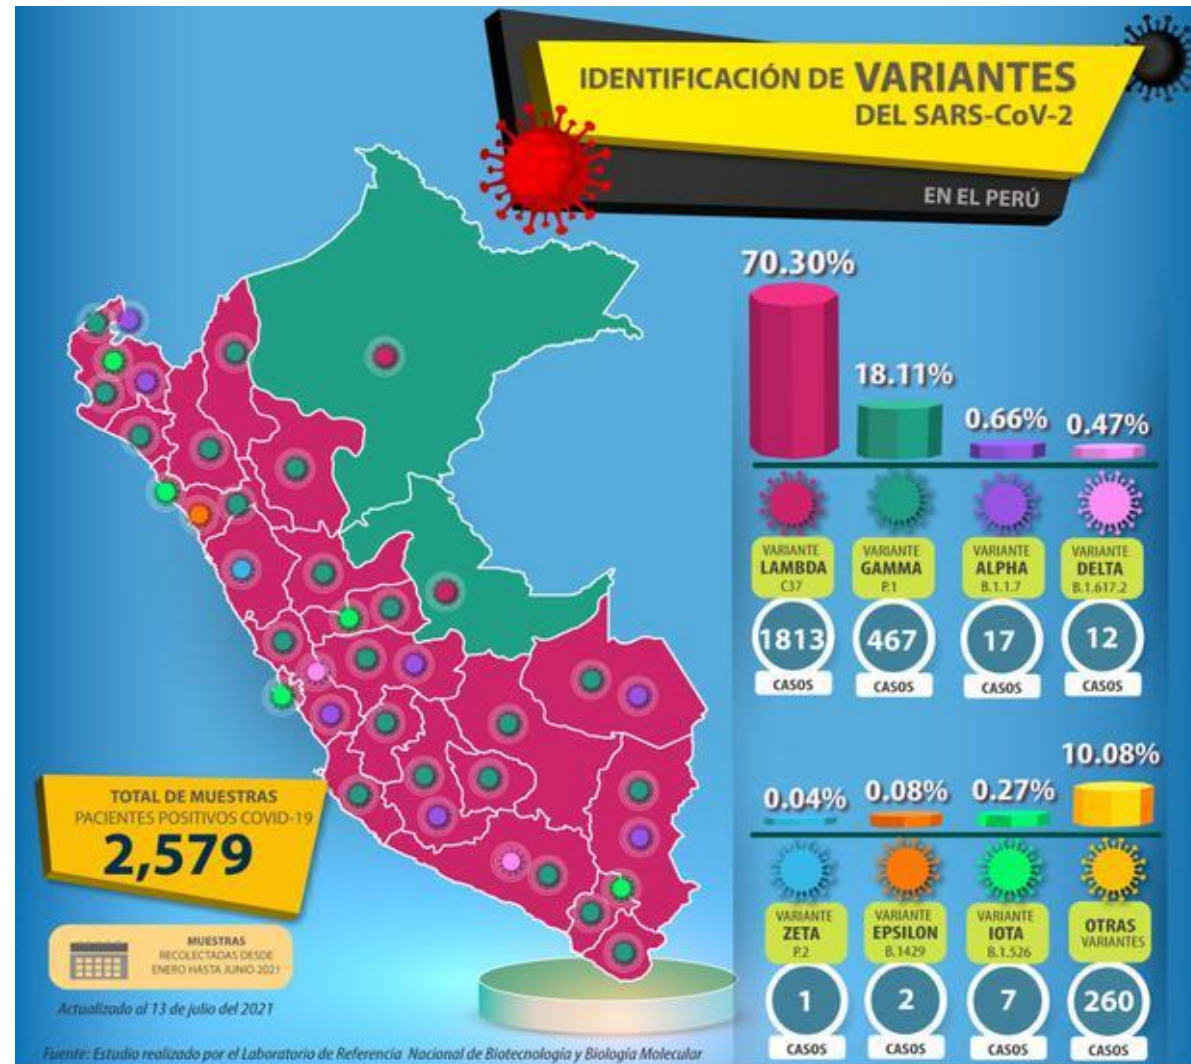 IDENTIFICACIÓN DE VARIANTES
DEL SARS-CoV-2
EN EL PERÚ
70.30%
18.11%
0.66%
0.47%
VARIANTE
LAMBDA
C37
VARIANTE
GAMMA
P.1
VARIANTE
ALPHA
B.1.1.7
VARIANTE
DELTA
B.1.617.2
1813
CASOS
467
CASOS
17
CASOS
12
CASOS
0.04%
0.08%
0.27%
10.08%
VARIANTE
ZETA
P.2
VARIANTE
EPSILON
B.1429
VARIANTE
IOTA
B.1.526
OTRAS
VARIANTES
1
CASOS
2
CASOS
7
CASOS
260
CASOS
TOTAL DE MUESTRAS
PACIENTES POSITIVOS COVID-19
2,579
MUESTRAS
RECOLECTADAS DESDE
ENERO HASTA JUNIO 2021
Actualizado al 13 de julio del 2021
Fuente: Estudio realizado por el Laboratorio de Referencia Nacional de Biotecnología y Biología Molecular